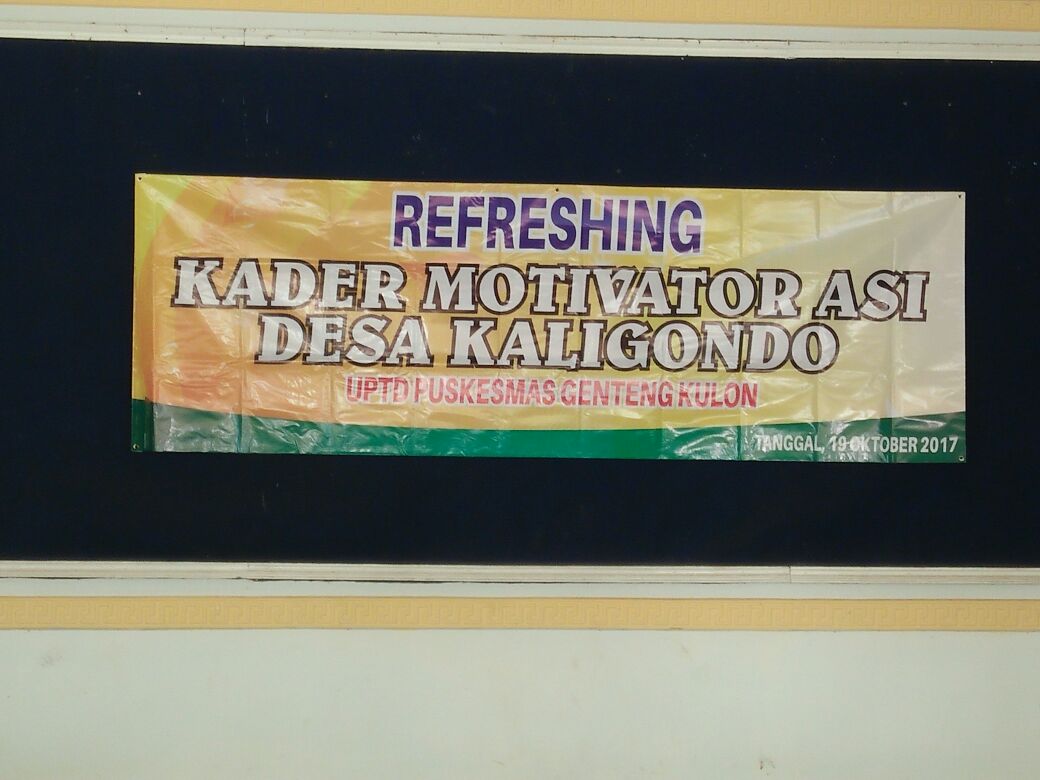 REFRESHING
KADER MOTIVATOR ASI
DESA KALIGONDO
UPTD PUSKESMAS GENTENG KULON
TANGGAL, 19 OKTOBER 2017